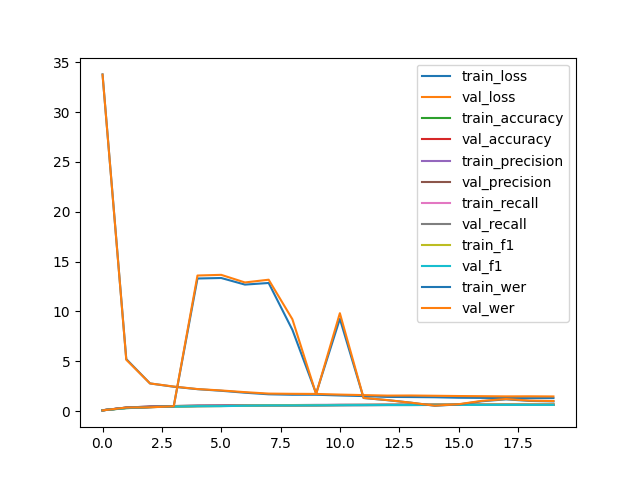 35
30
25
20
15
10
5
0
0.0 2.5 5.0 7.5 10.0 12.5 15.0 17.5
train_loss
val_loss
train_accuracy
val_accuracy
train_precision
val_precision
train_recall
val_recall
train_f1
val_f1
train_wer
val_wer